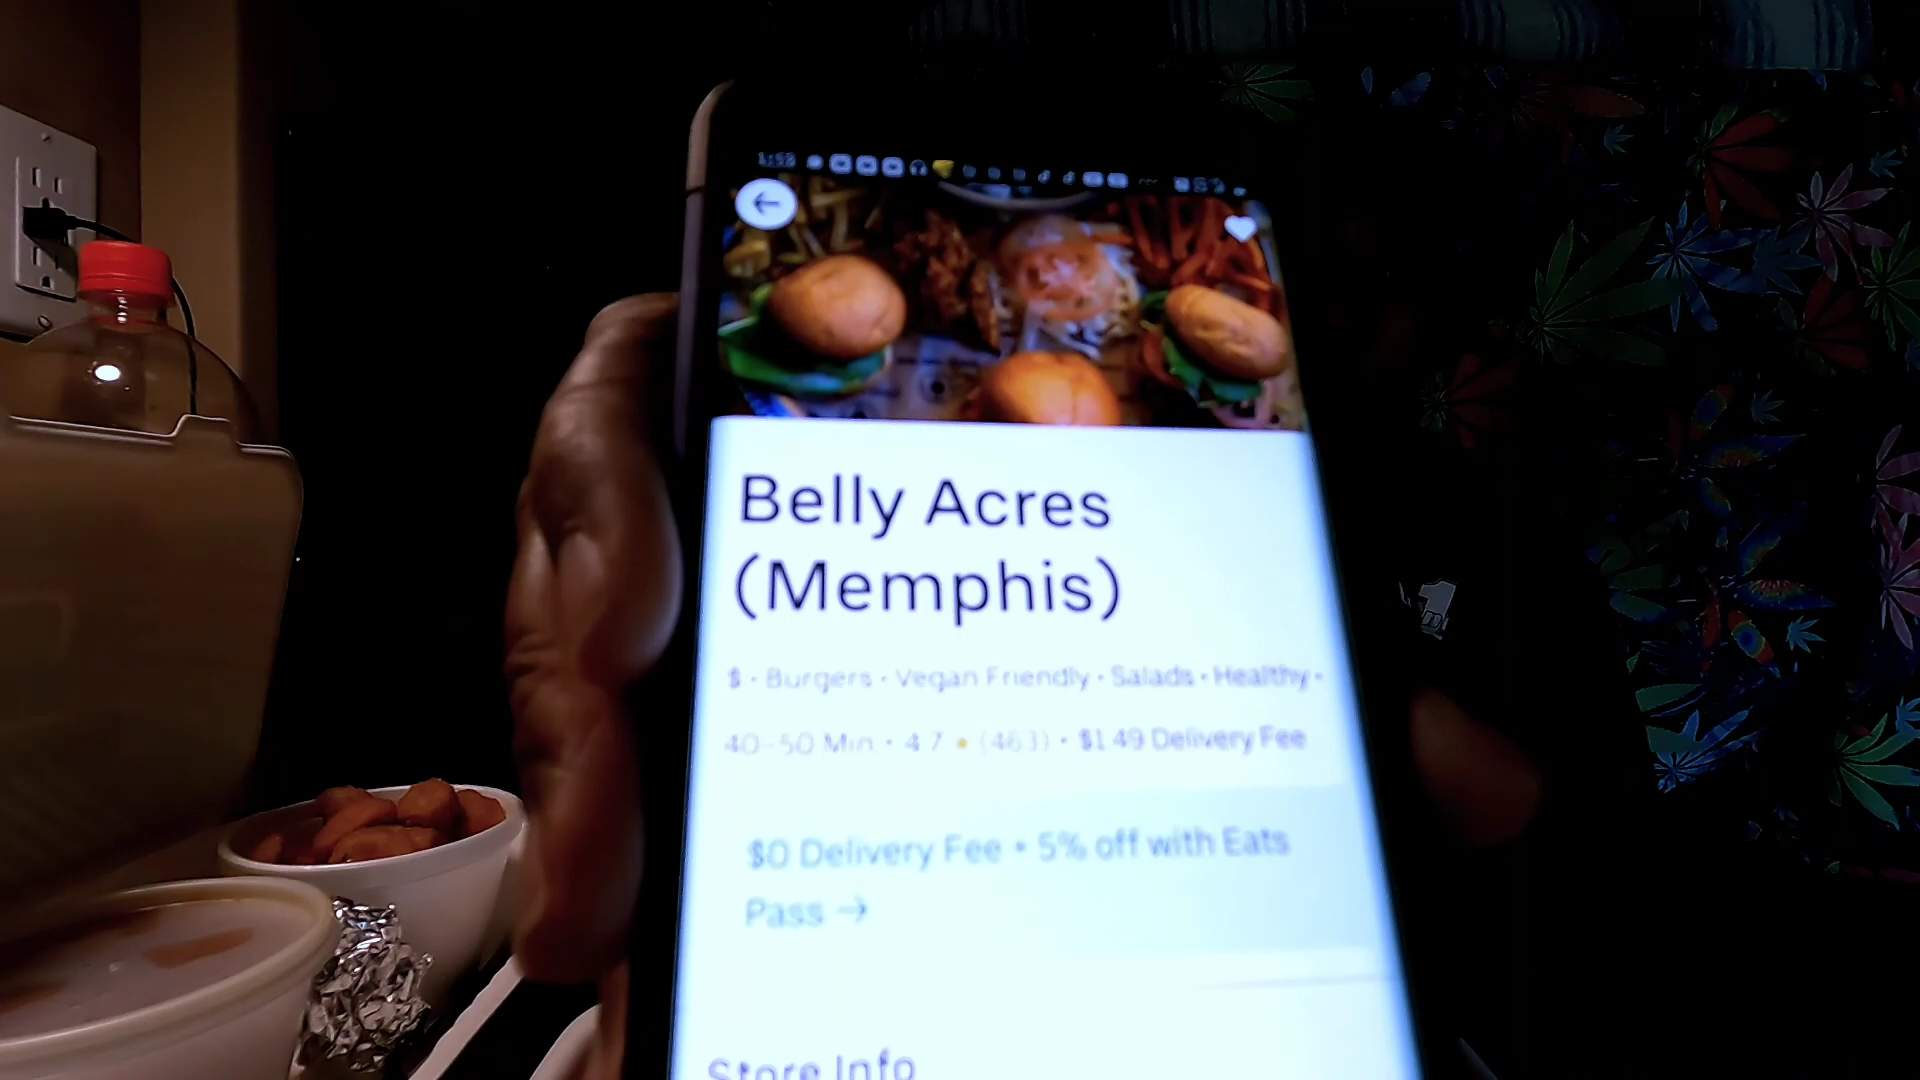 Belly Acres
(Memphis)
$ • Burgers • Vegan Friendly • Salads • Healthy •
40-50 Min • 4.7 (463) • $1.49 Delivery Fee
$0 Delivery Fee • 5% off with Eats
Pass →
Store Info